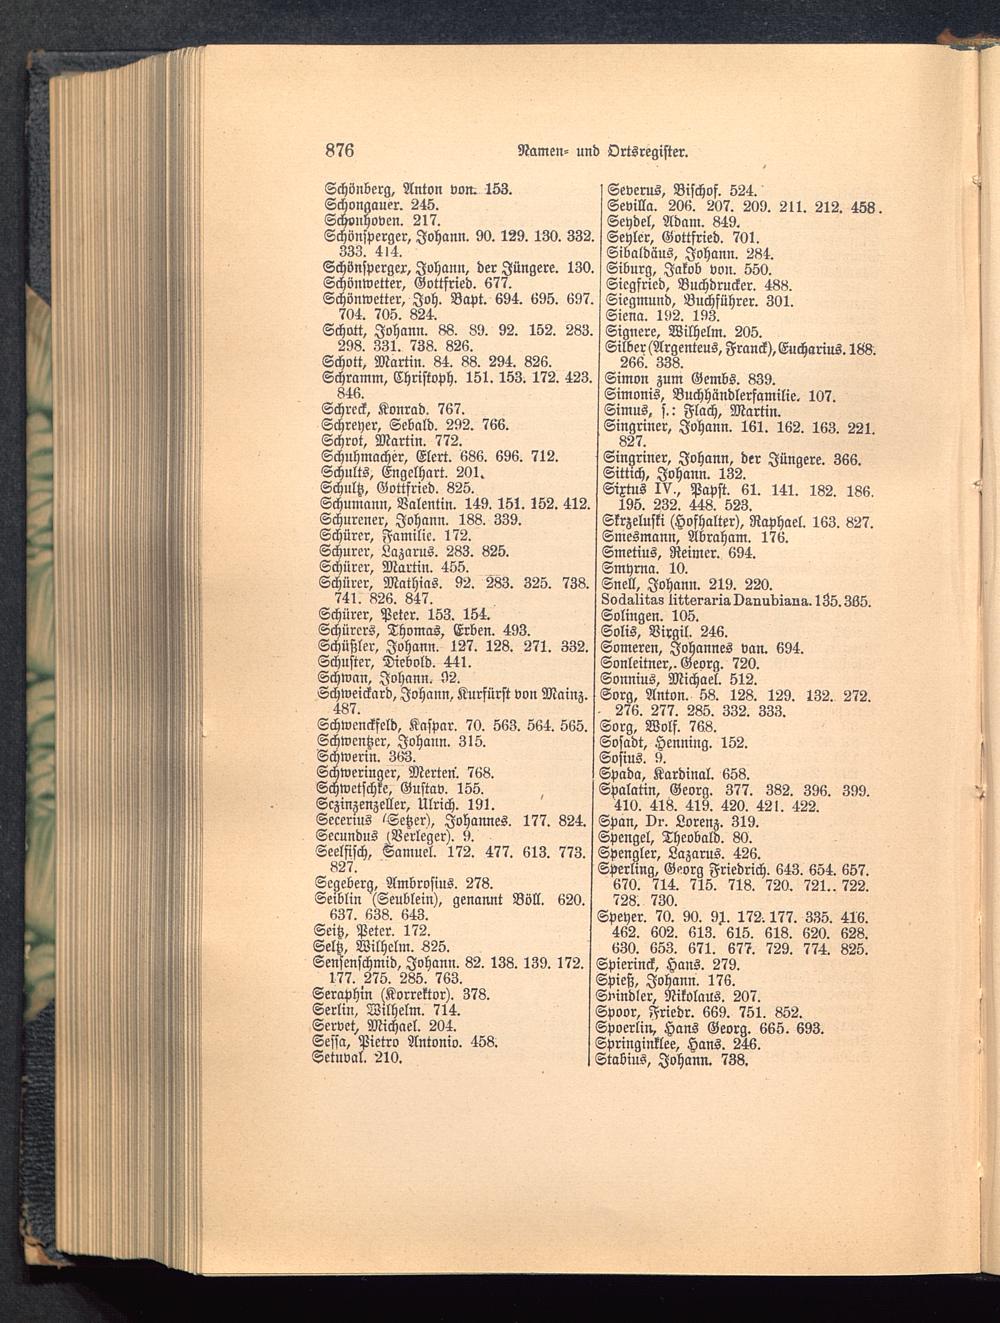 876
Namen- und Ortsregister.
Schönberg, Anton von. 153.
Schongauer. 245.
Schonhoven. 217.
Schönsperger, Johann. 90. 129. 130. 332.
333. 414.
Schönsperger, Johann, der Jüngere. 130.
Schönwetter, Gottfried. 677.
Schönwetter, Joh. Bapt. 694. 695. 697.
704. 705. 824.
Schott, Johann. 88. 89. 92. 152. 283.
298. 331. 738. 826.
Schott, Martin. 84. 88. 294. 826.
Schramm, Christoph. 151. 153. 172. 423.
846.
Schreck, Konrad. 767.
Schreyer, Sebald. 292. 766.
Schrot, Martin. 772.
Schuhmacher, Elert. 686. 696. 712.
Schults, Engelhart. 201.
Schultz, Gottfried. 825.
Schumann, Valentin. 149. 151. 152. 412.
Schurener, Johann. 188. 339.
Schürer, Familie. 172.
Schurer, Lazarus. 283. 825.
Schürer, Martin. 455.
Schürer, Mathias. 92. 283. 325. 738.
741. 826. 847.
Schürer, Peter. 153. 154.
Schürers, Thomas, Erben. 493.
Schüßler, Johann. 127. 128. 271. 332.
Schuster, Diebold. 441.
Schwan, Johann. 92.
Schweickard, Johann, Kurfürst von Mainz.
487.
Schwenckfeld, Kaspar. 70. 563. 564. 565.
Schwentzer, Johann. 315.
Schwerin. 363.
Schweringer, Merten. 768.
Schwetschke, Gustav. 155.
Sczinzenzeller, Ulrich. 191.
Secerius (Setzer), Johannes. 177. 824.
Secundus (Verleger). 9.
Seelfisch, Samuel. 172. 477. 613. 773.
827.
Segeberg, Ambrosius. 278.
Seiblin (Seublein), genannt Böll. 620.
637. 638. 643.
Seitz, Peter. 172.
Seltz, Wilhelm. 825.
Sensenschmid, Johann. 82. 138. 139. 172.
177. 275. 285. 763.
Seraphin (Korrektor). 378.
Serlin, Wilhelm. 714.
Servet, Michael. 204.
Sessa, Pietro Antonio. 458.
Setuval. 210.
Severus, Bischof. 524.
Sevilla. 206. 207. 209. 211. 212. 458.
Seydel, Adam. 849.
Seyler, Gottfried. 701.
Sibaldäus, Johann. 284.
Siburg, Jakob von. 550.
Siegfried, Buchdrucker. 488.
Siegmund, Buchführer. 301.
Siena. 192. 193.
Signere, Wilhelm. 205.
Silber (Argenteus, Franck), Eucharius. 188.
266. 338.
Simon zum Gembs. 839.
Simonis, Buchhändlerfamilie. 107.
Simus, s.: Flach, Martin.
Singriner, Johann. 161. 162. 163. 221.
827.
Singriner, Johann, der Jüngere. 366.
Sittich, Johann. 132.
Sixtus IV., Papst. 61. 141. 182. 186.
195. 232. 448. 523.
Skrzeluski (Hofhalter), Raphael. 163. 827.
Smesmann, Abraham. 176.
Smetius, Reimer. 694.
Smyrna. 10.
Snell, Johann. 219. 220.
Sodalitas litteraria Danubiana. 135. 365.
Solingen. 105.
Solis, Virgil. 246.
Someren, Johannes van. 694.
Sonleitner, Georg. 720.
Sonnius, Michael. 512.
Sorg, Anton. 58. 128. 129. 132. 272.
276. 277. 285. 332. 333.
Sorg, Wolf. 768.
Sosadt, Henning. 152.
Sosius. 9.
Spada, Kardinal. 658.
Spalatin, Georg. 377. 382. 396. 399.
410. 418. 419. 420. 421. 422.
Span, Dr. Lorenz. 319.
Spengel, Theobald. 80.
Spengler, Lazarus. 426.
Sperling, Georg Friedrich. 643. 654. 657.
670. 714. 715. 718. 720. 721. 722.
728. 730.
Speyer. 70. 90. 91. 172. 177. 335. 416.
462. 602. 613. 615. 618. 620. 628.
630. 653. 671. 677. 729. 774. 825.
Spierinck, Hans. 279.
Spieß, Johann. 176.
Spindler, Nikolaus. 207.
Spoor, Friedr. 669. 751. 852.
Spoerlin, Hans Georg. 665. 693.
Springinklee, Hans. 246.
Stabius, Johann. 738.